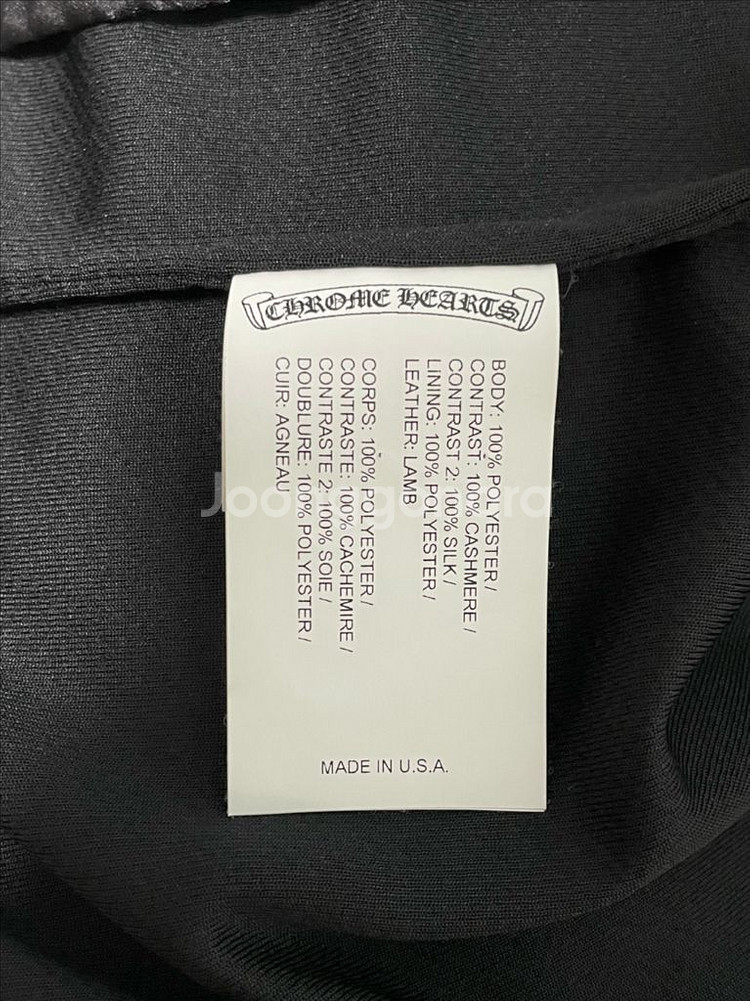 CHROME HEARTS
BODY: 100% POLYESTER /
CONTRAST: 100% CASHMERE /
CONTRAST 2: 100% SILK /
LINING: 100% POLYESTER /
LEATHER: LAMB
CORPS: 100% POLYESTER /
CONTRASTE: 100% CACHEMIRE /
CONTRASTE 2: 100% SOIE /
DOUBLURE: 100% POLYESTER /
CUIR: AGNEAU
MADE IN U.S.A.
Joonggonara